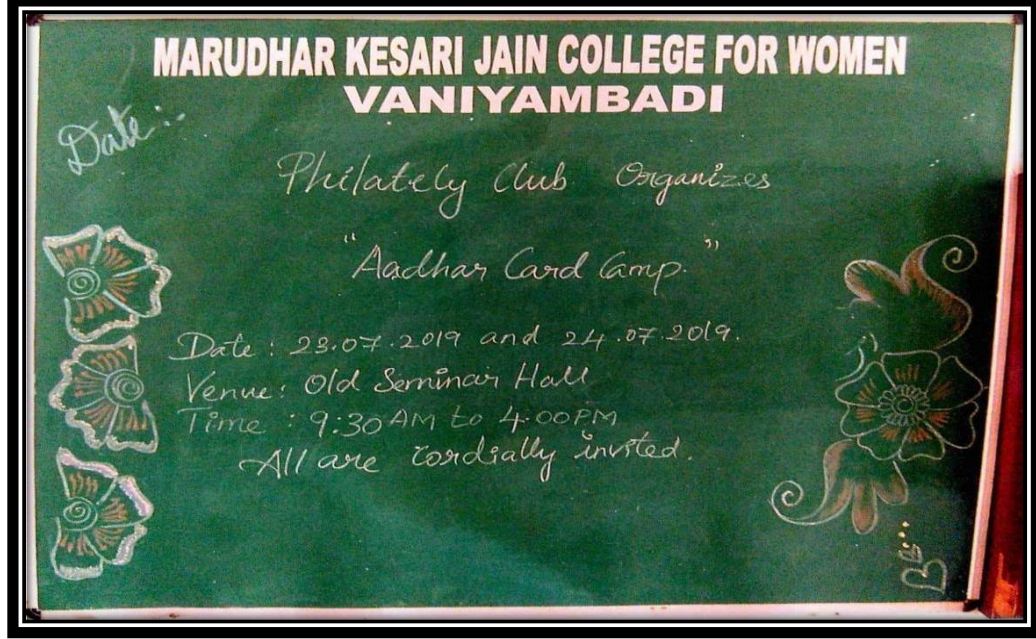 MARUDHAR KESARI JAIN COLLEGE FOR WOMEN
VANIYAMBADI
Date:
Philately Club Organizes
"Aadhar Card Camp."
Date : 23.07.2019 and 24.07.2019.
Venue: Old Seminar Hall
Time : 9:30 AM to 4.00PM
All are cordially invited.